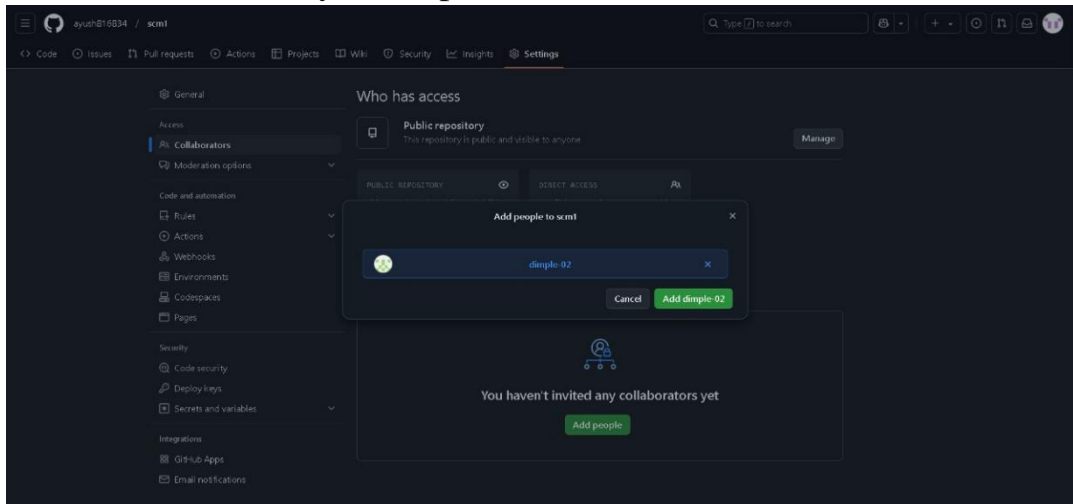 ayush816834 / scm1
Type / to search
Code Issues Pull requests Actions Projects Wiki Security Insights Settings
General
Access
Collaborators
Moderation options
Code and automation
Rules
Actions
Webhooks
Environments
Codespaces
Pages
Security
Code security
Deploy keys
Secrets and variables
Integrations
GitHub Apps
Email notifications
Who has access
Public repository
This repository is public and visible to anyone
Manage
PUBLIC REPOSITORY
DIRECT ACCESS
Add people to scm1
dimple-02
Cancel Add dimple-02
You haven't invited any collaborators yet
Add people